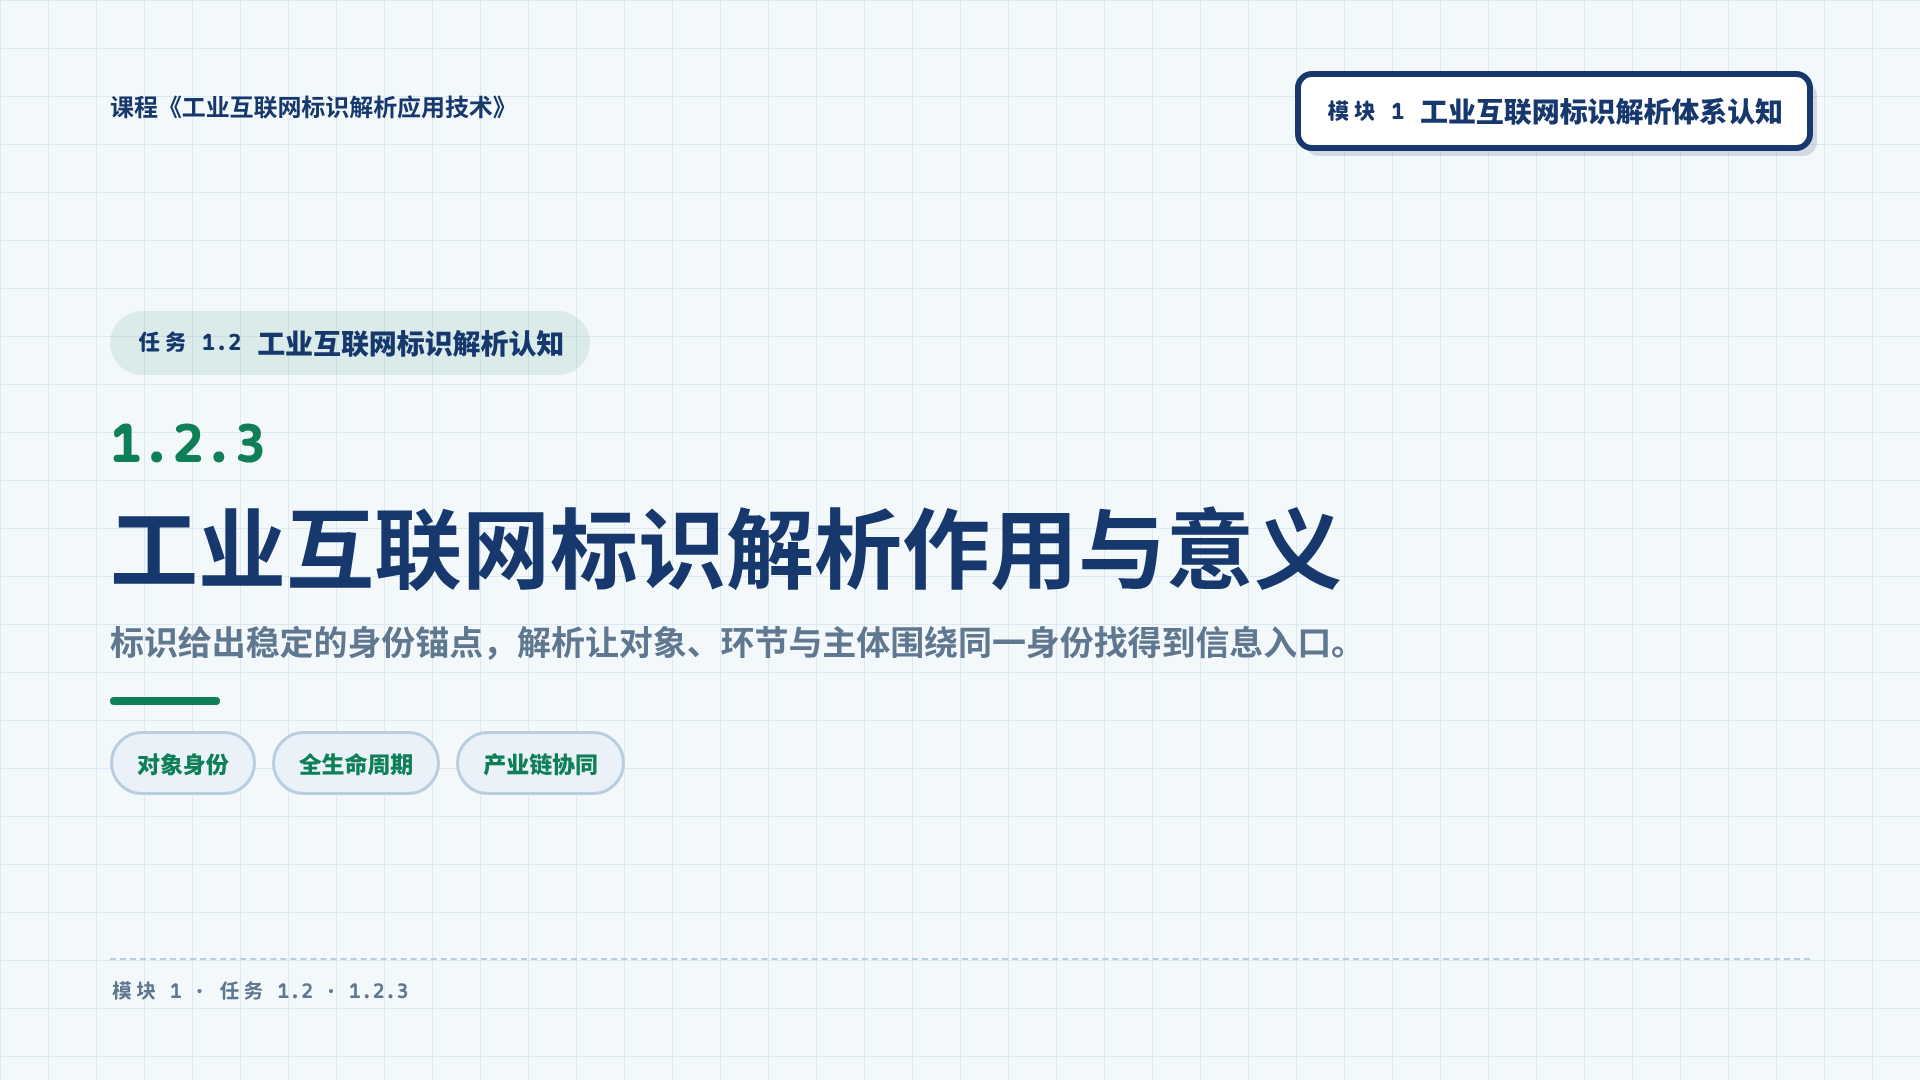 课程《工业互联网标识解析应用技术》
模块 1 工业互联网标识解析体系认知
任务 1.2 工业互联网标识解析认知
1.2.3
工业互联网标识解析作用与意义
标识给出稳定的身份锚点，解析让对象、环节与主体围绕同一身份找得到信息入口。
对象身份
全生命周期
产业链协同
模块 1 · 任务 1.2 · 1.2.3